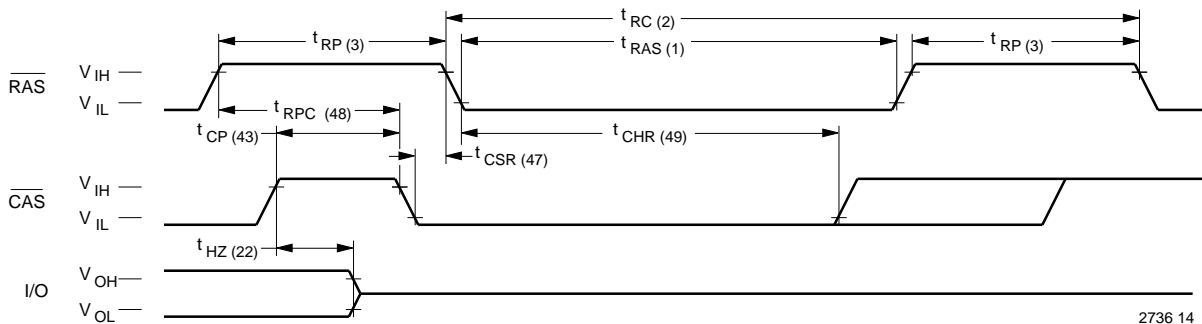 t RC (2)
t RP (3)
t RAS (1)
t RP (3)
RAS
V IH
V IL
t RPC (48)
t CP (43)
t CHR (49)
t CSR (47)
CAS
V IH
V IL
t HZ (22)
I/O
V OH
V OL
2736 14